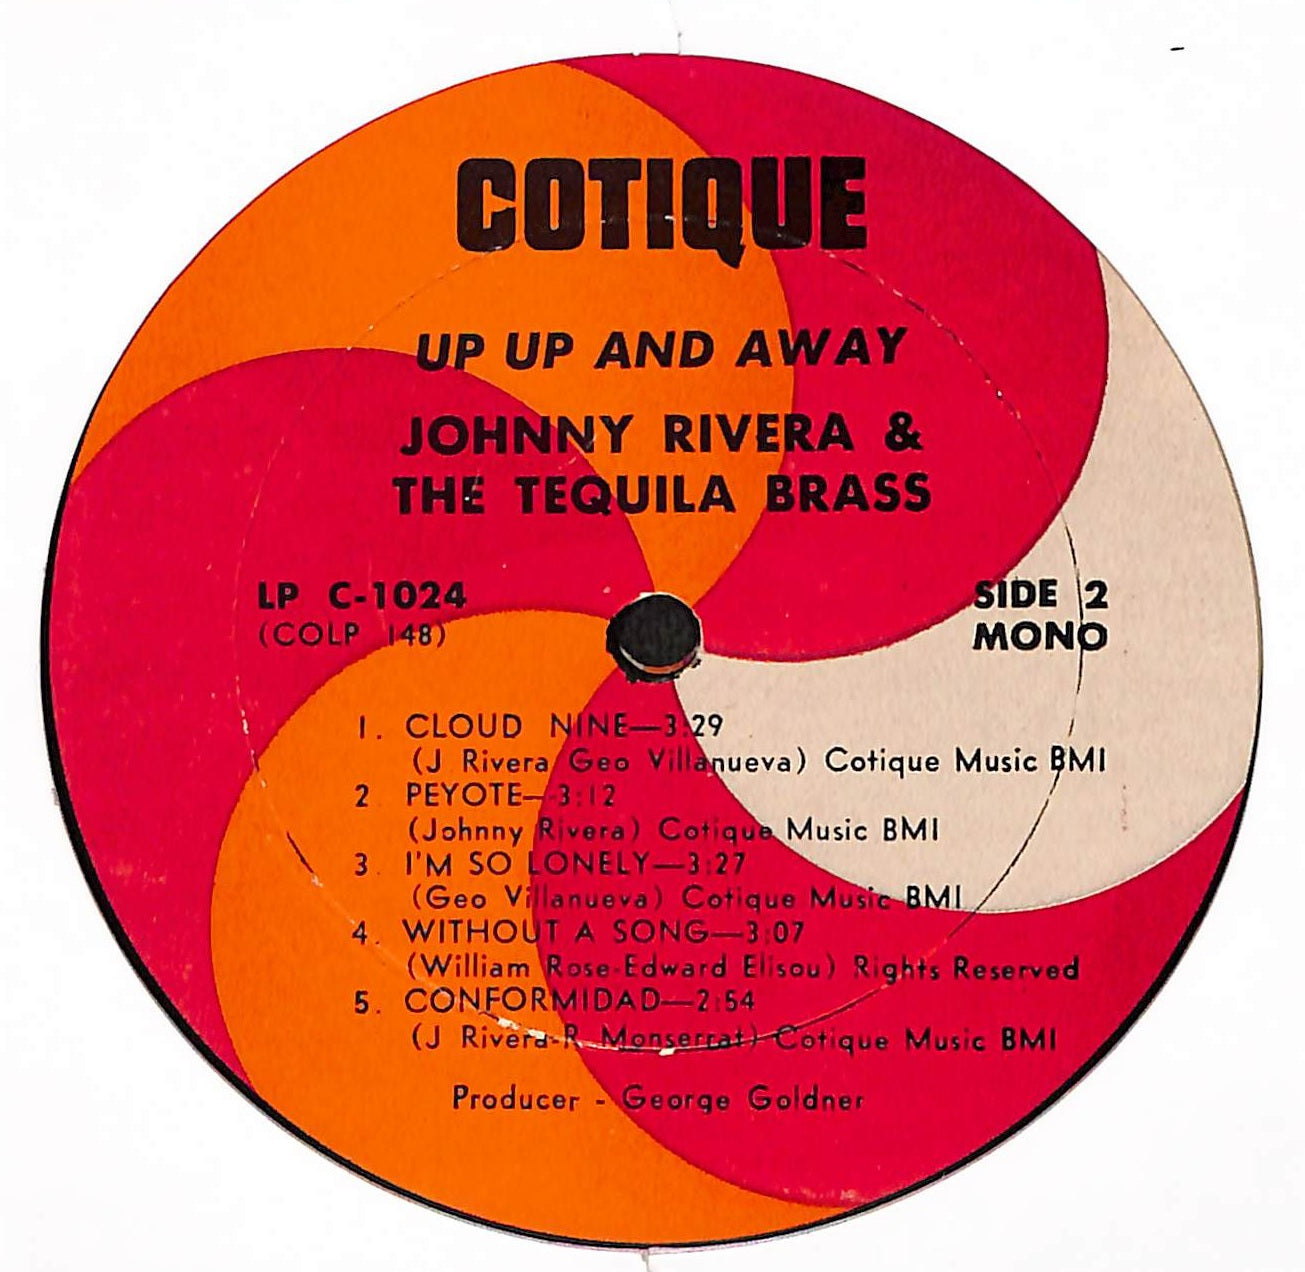 COTIQUE
UP UP AND AWAY
JOHNNY RIVERA &
THE TEQUILA BRASS
LP C-1024
(COLP 148)
SIDE 2
MONO
1. CLOUD NINE—3:29
(J Rivera Geo Villanueva) Cotique Music BMI
2 PEYOTE—3:12
(Johnny Rivera) Cotique Music BMI
3. I'M SO LONELY—3:27
(Geo Villanueva) Cotique Music BMI
4. WITHOUT A SONG—3:07
(William Rose-Edward Elisou) Rights Reserved
5. CONFORMIDAD—2:54
(J Rivera-R Monserrat) Cotique Music BMI
Producer - George Goldner